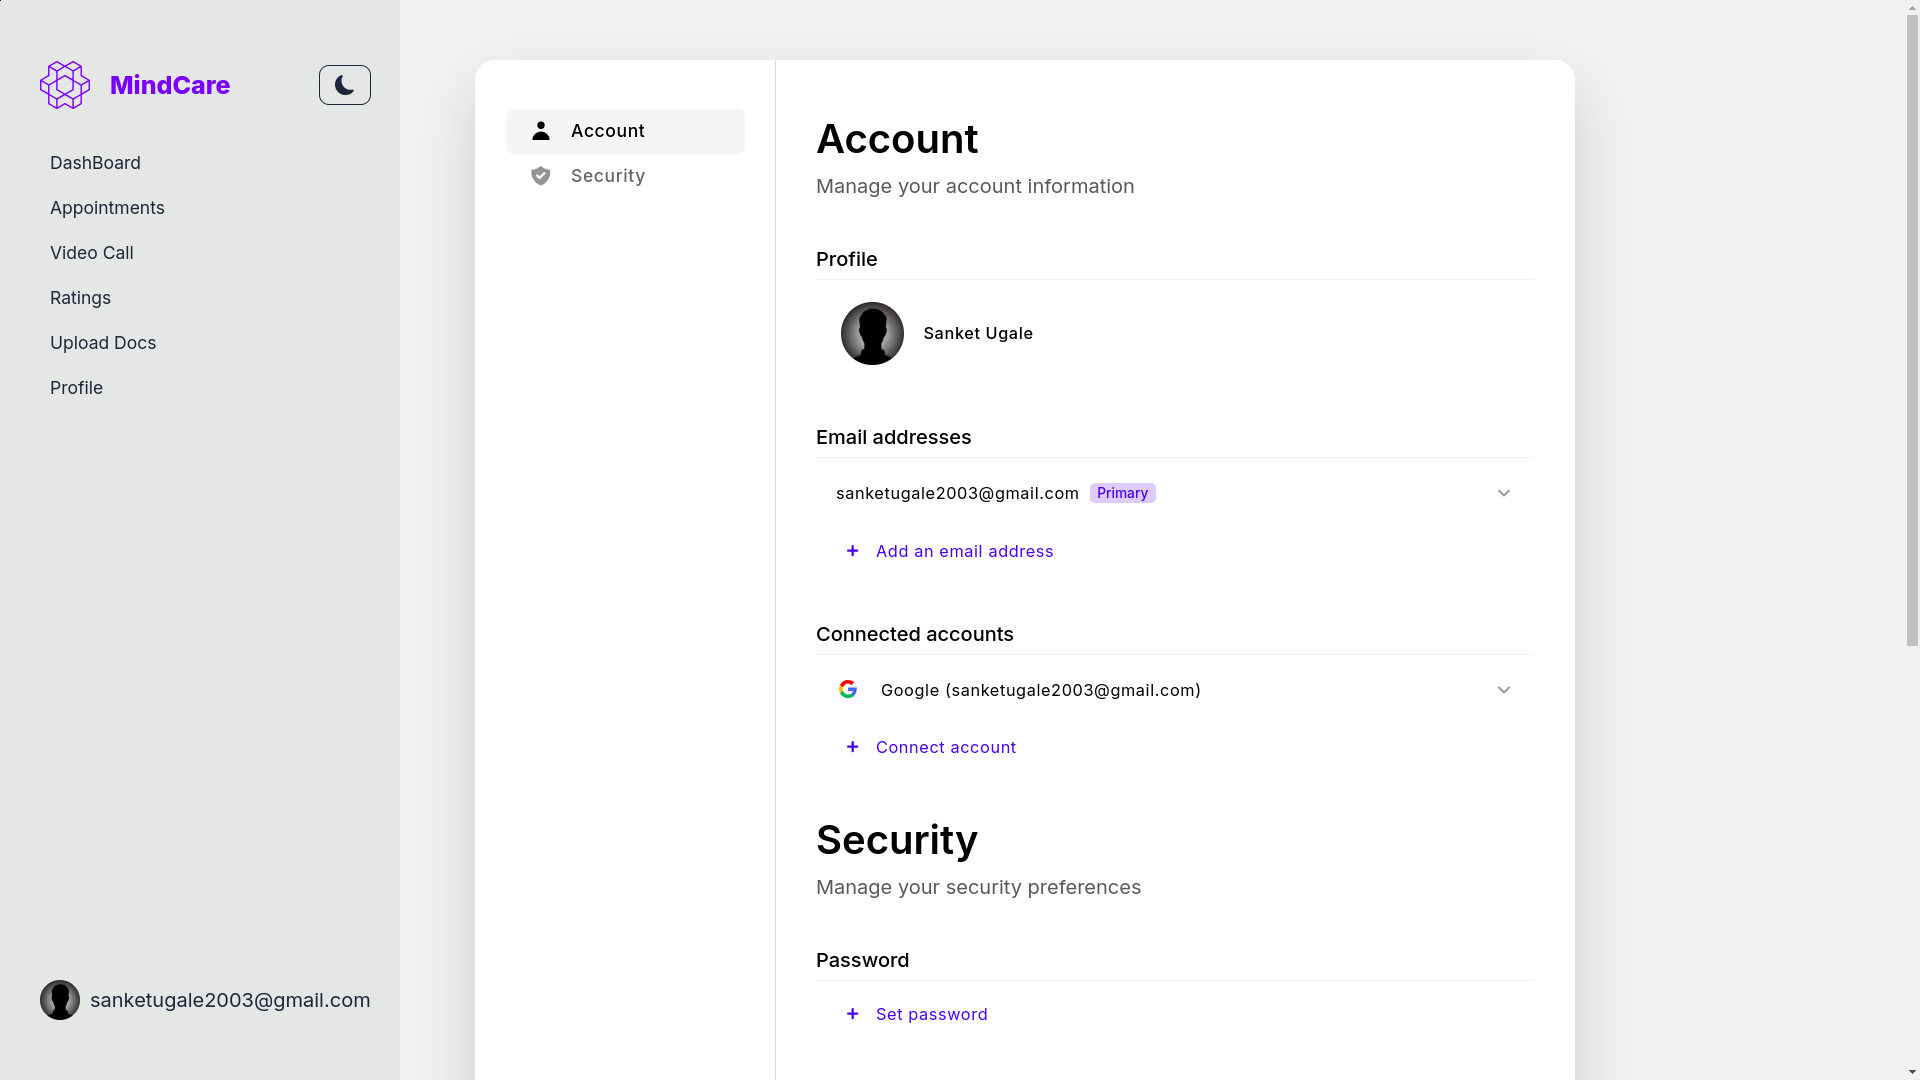 MindCare
DashBoard
Appointments
Video Call
Ratings
Upload Docs
Profile
sanketugale2003@gmail.com
Account
Security
Account
Manage your account information
Profile
Sanket Ugale
Email addresses
sanketugale2003@gmail.com Primary
+ Add an email address
Connected accounts
Google (sanketugale2003@gmail.com)
+ Connect account
Security
Manage your security preferences
Password
+ Set password